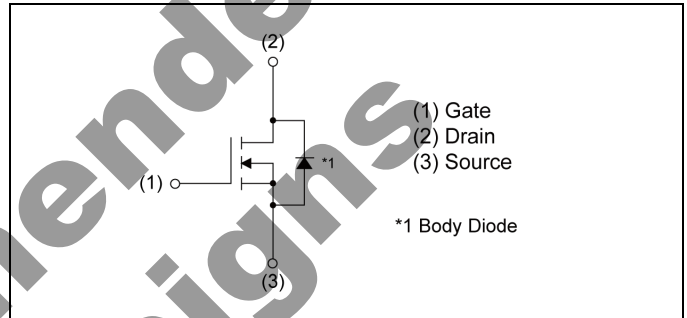 (2)
(1) Gate
(2) Drain
(3) Source
*1
(1)
*1 Body Diode
(3)